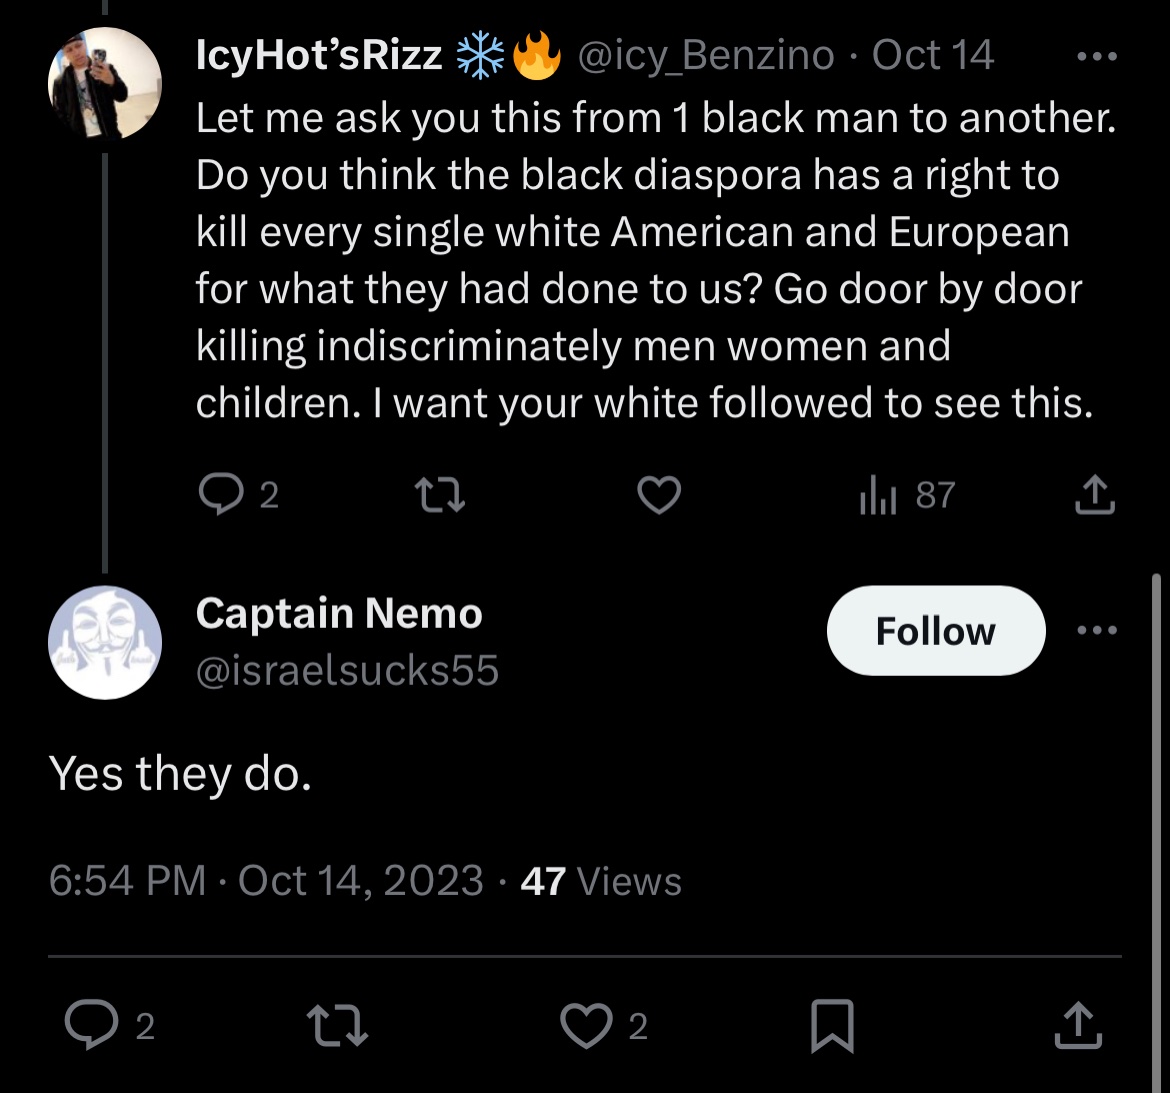 IcyHot’sRizz ❄️🔥 @icy_Benzino · Oct 14
Let me ask you this from 1 black man to another.
Do you think the black diaspora has a right to
kill every single white American and European
for what they had done to us? Go door by door
killing indiscriminately men women and
children. I want your white followed to see this.
2 87
Captain Nemo
Follow
@israelsucks55
Yes they do.
6:54 PM · Oct 14, 2023 · 47 Views
2 2